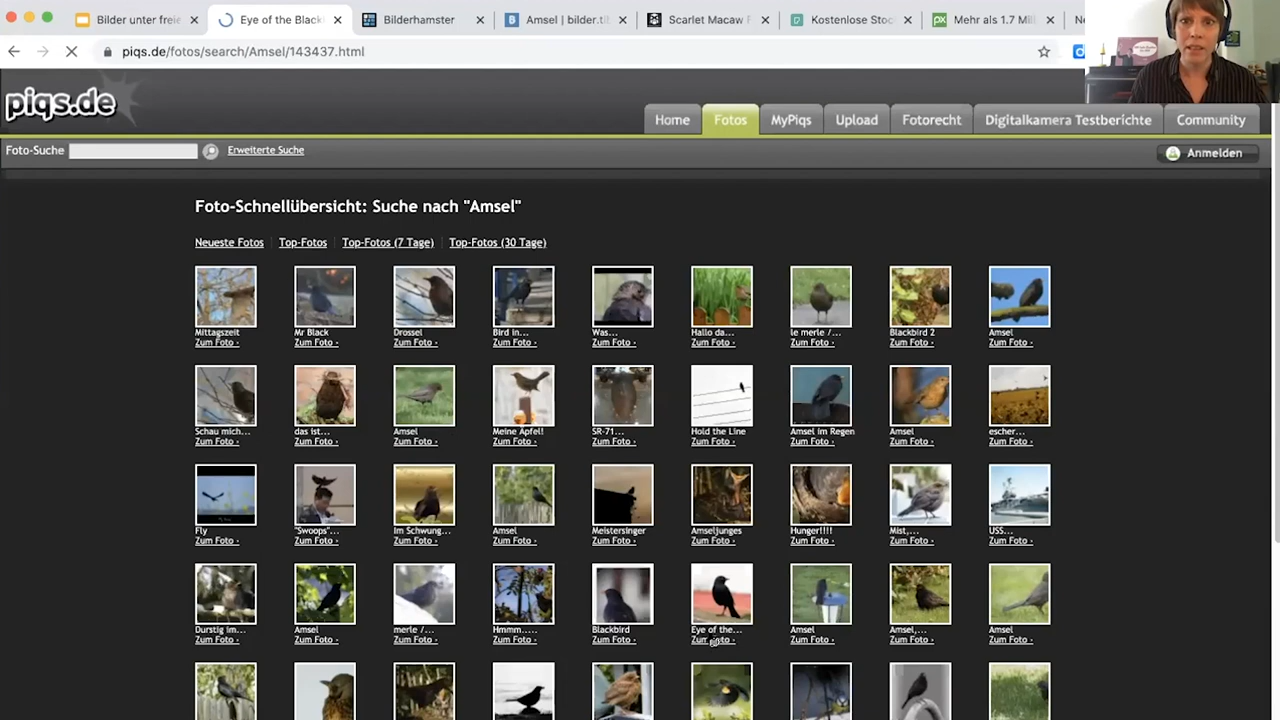 Bilder unter freie
Eye of the Black
Bilderhamster
Amsel | bilder.ti
Scarlet Macaw
Kostenlose Stoc
Mehr als 1.7 Mil
piqs.de/fotos/search/Amsel/143437.html
piqs.de
Home Fotos MyPiqs Upload Fotorecht Digitalkamera Testberichte Community
Foto-Suche Erweiterte Suche Anmelden
Foto-Schnellübersicht: Suche nach "Amsel"
Neueste Fotos Top-Fotos Top-Fotos (7 Tage) Top-Fotos (30 Tage)
Mittagszeit Mr Black Drossel Bird in... Was... Hallo da... le merle /... Blackbird 2 Amsel
Zum Foto › Zum Foto › Zum Foto › Zum Foto › Zum Foto › Zum Foto › Zum Foto › Zum Foto › Zum Foto ›
Schau mich... das ist... Amsel Meine Äpfel! SR-71... Hold the Line Amsel im Regen Amsel escher...
Zum Foto › Zum Foto › Zum Foto › Zum Foto › Zum Foto › Zum Foto › Zum Foto › Zum Foto › Zum Foto ›
Fly "Swoops"... Im Schwung... Amsel Meistersinger Amseljunges Hunger!!!! Mist,... USS...
Zum Foto › Zum Foto › Zum Foto › Zum Foto › Zum Foto › Zum Foto › Zum Foto › Zum Foto › Zum Foto ›
Durstig im... Amsel merle /... Hmmm..... Blackbird Eye of the... Amsel Amsel,... Amsel
Zum Foto › Zum Foto › Zum Foto › Zum Foto › Zum Foto › Zum Foto › Zum Foto › Zum Foto › Zum Foto ›